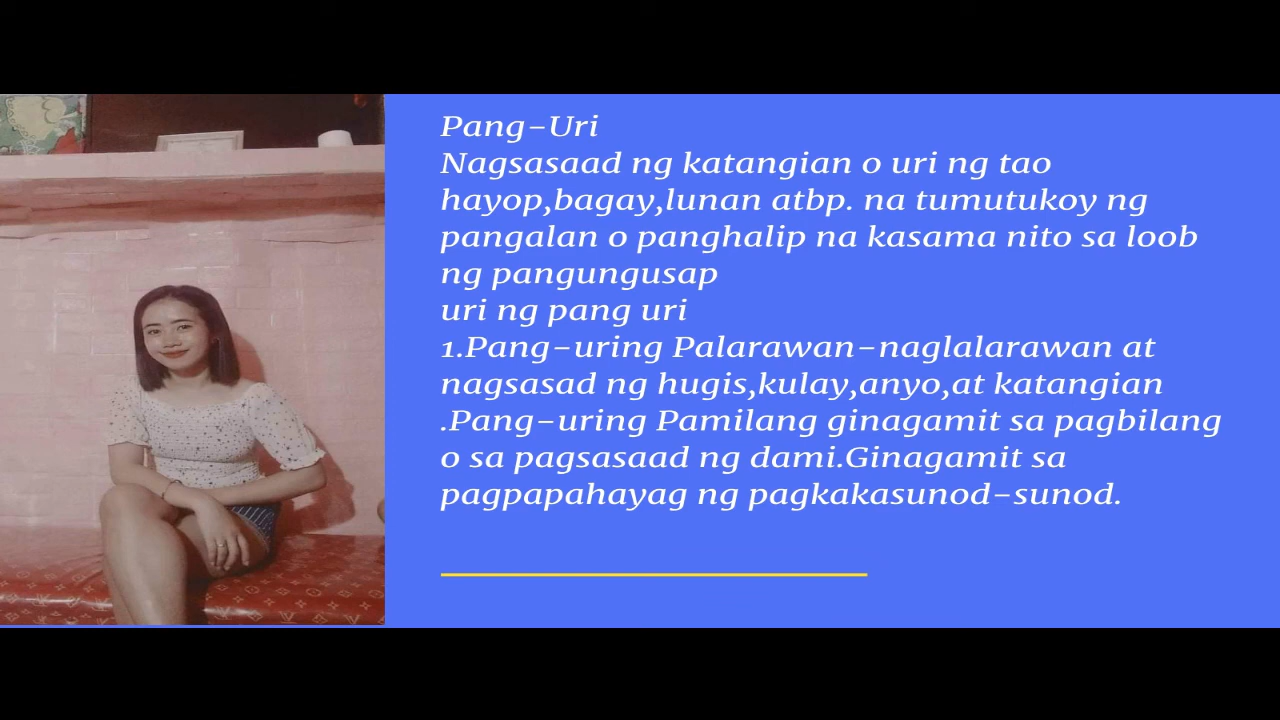 Pang-Uri
Nagsasaad ng katangian o uri ng tao
hayop,bagay,lunan atbp. na tumutukoy ng
pangalan o panghalip na kasama nito sa loob
ng pangungusap
uri ng pang uri
1.Pang-uring Palarawan-naglalarawan at
nagsasad ng hugis,kulay,anyo,at katangian
.Pang-uring Pamilang ginagamit sa pagbilang
o sa pagsasaad ng dami.Ginagamit sa
pagpapahayag ng pagkakasunod-sunod.